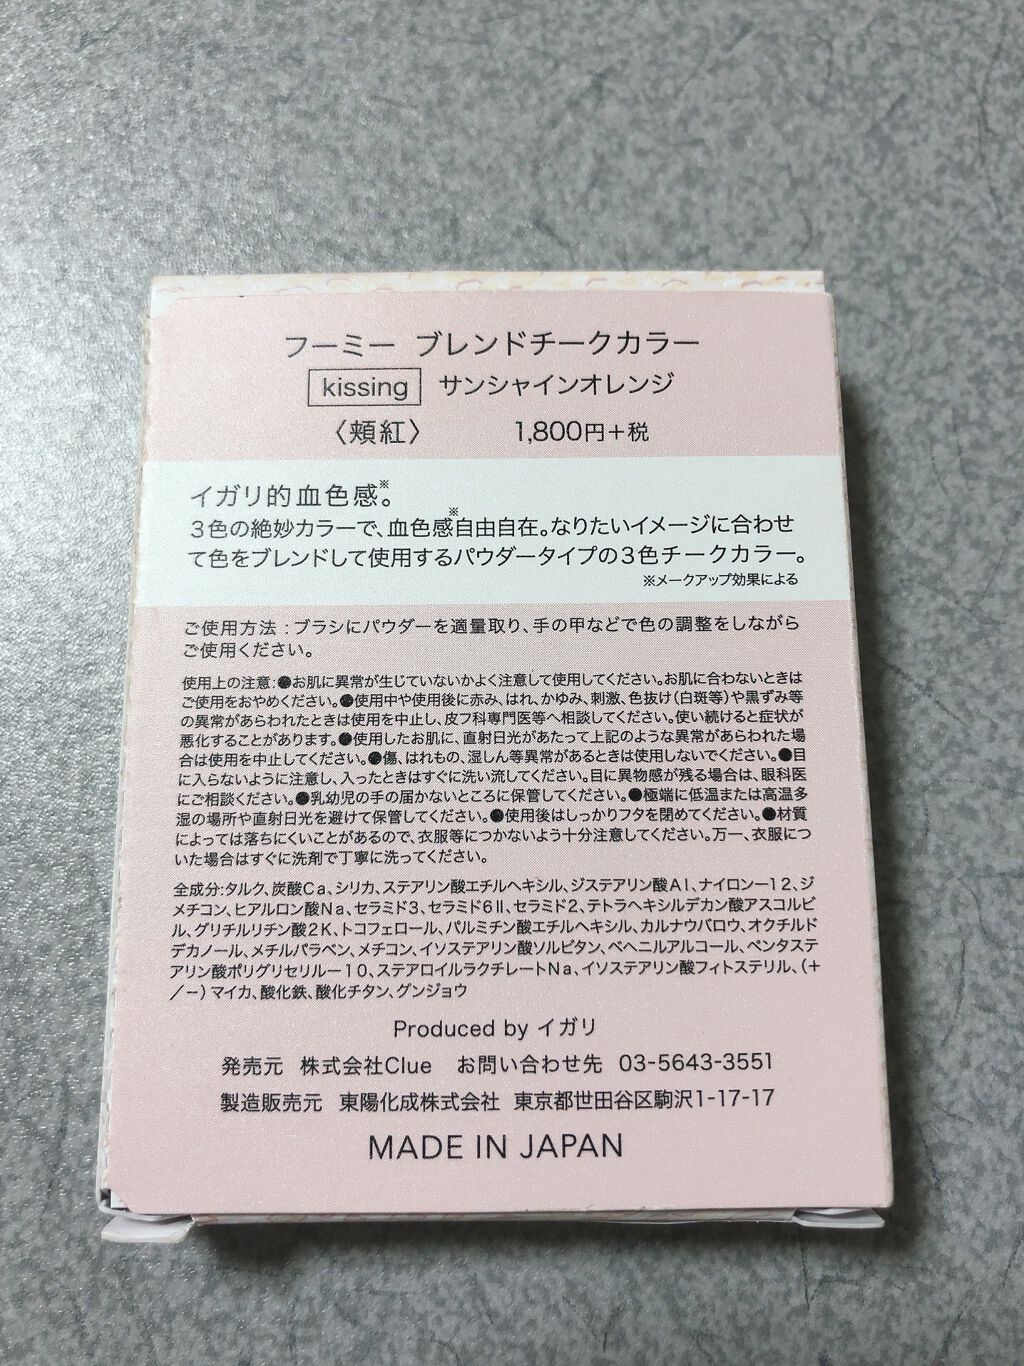 フーミー ブレンドチークカラー
kissing サンシャインオレンジ
〈頬紅〉 1,800円＋税
イガリ的血色感※。
3色の絶妙カラーで、血色感※自由自在。なりたいイメージに合わせ
て色をブレンドして使用するパウダータイプの3色チークカラー。
※メークアップ効果による
ご使用方法：ブラシにパウダーを適量取り、手の甲などで色の調整をしながら
ご使用ください。
使用上の注意：●お肌に異常が生じていないかよく注意して使用してください。お肌に合わないときは
ご使用をおやめください。●使用中や使用後に赤み、はれ、かゆみ、刺激、色抜け（白斑等）や黒ずみ等
の異常があらわれたときは使用を中止し、皮フ科専門医等へ相談してください。使い続けると症状が
悪化することがあります。●使用したお肌に、直射日光があたって上記のような異常があらわれた場
合は使用を中止してください。●傷、はれもの、湿しん等異常があるときは使用しないでください。●目
に入らないように注意し、入ったときはすぐに洗い流してください。目に異物感が残る場合は、眼科医
にご相談ください。●乳幼児の手の届かないところに保管してください。●極端に低温または高温多
湿の場所や直射日光を避けて保管してください。●使用後はしっかりフタを閉めてください。●材質
によっては落ちにくいことがあるので、衣服等につかないよう十分注意してください。万一、衣服につ
いた場合はすぐに洗剤で丁寧に洗ってください。
全成分：タルク、炭酸Ca、シリカ、ステアリン酸エチルヘキシル、ジステアリン酸Al、ナイロン－12、ジ
メチコン、ヒアルロン酸Na、セラミド3、セラミド6Ⅱ、セラミド2、テトラヘキシルデカン酸アスコルビ
ル、グリチルリチン酸2K、トコフェロール、パルミチン酸エチルヘキシル、カルナウバロウ、オクチルド
デカノール、メチルパラベン、メチコン、イソステアリン酸ソルビタン、ベヘニルアルコール、ペンタステ
アリン酸ポリグリセリル－10、ステアロイルラクチレートNa、イソステアリン酸フィトステリル、（＋
／－）マイカ、酸化鉄、酸化チタン、グンジョウ
Produced by イガリ
発売元 株式会社Clue お問い合わせ先 03-5643-3551
製造販売元 東陽化成株式会社 東京都世田谷区駒沢1-17-17
MADE IN JAPAN